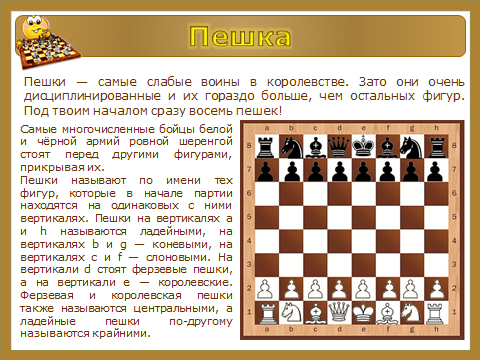 Пешка
Пешки — самые слабые воины в королевстве. Зато они очень
дисциплинированные и их гораздо больше, чем остальных фигур.
Под твоим началом сразу восемь пешек!
Самые многочисленные бойцы белой
и чёрной армий ровной шеренгой
стоят перед другими фигурами,
прикрывая их.
Пешки называют по имени тех
фигур, которые в начале партии
находятся на одинаковых с ними
вертикалях. Пешки на вертикалях a
и h называются ладейными, на
вертикалях b и g — коневыми, на
вертикалях c и f — слоновыми. На
вертикали d стоят ферзевые пешки,
а на вертикали e — королевские.
Ферзевая и королевская пешки
также называются центральными, а
ладейные пешки по-другому
называются крайними.
a b c d e f g h
8 8
7 7
6 6
5 5
4 4
3 3
2 2
1 1
a b c d e f g h